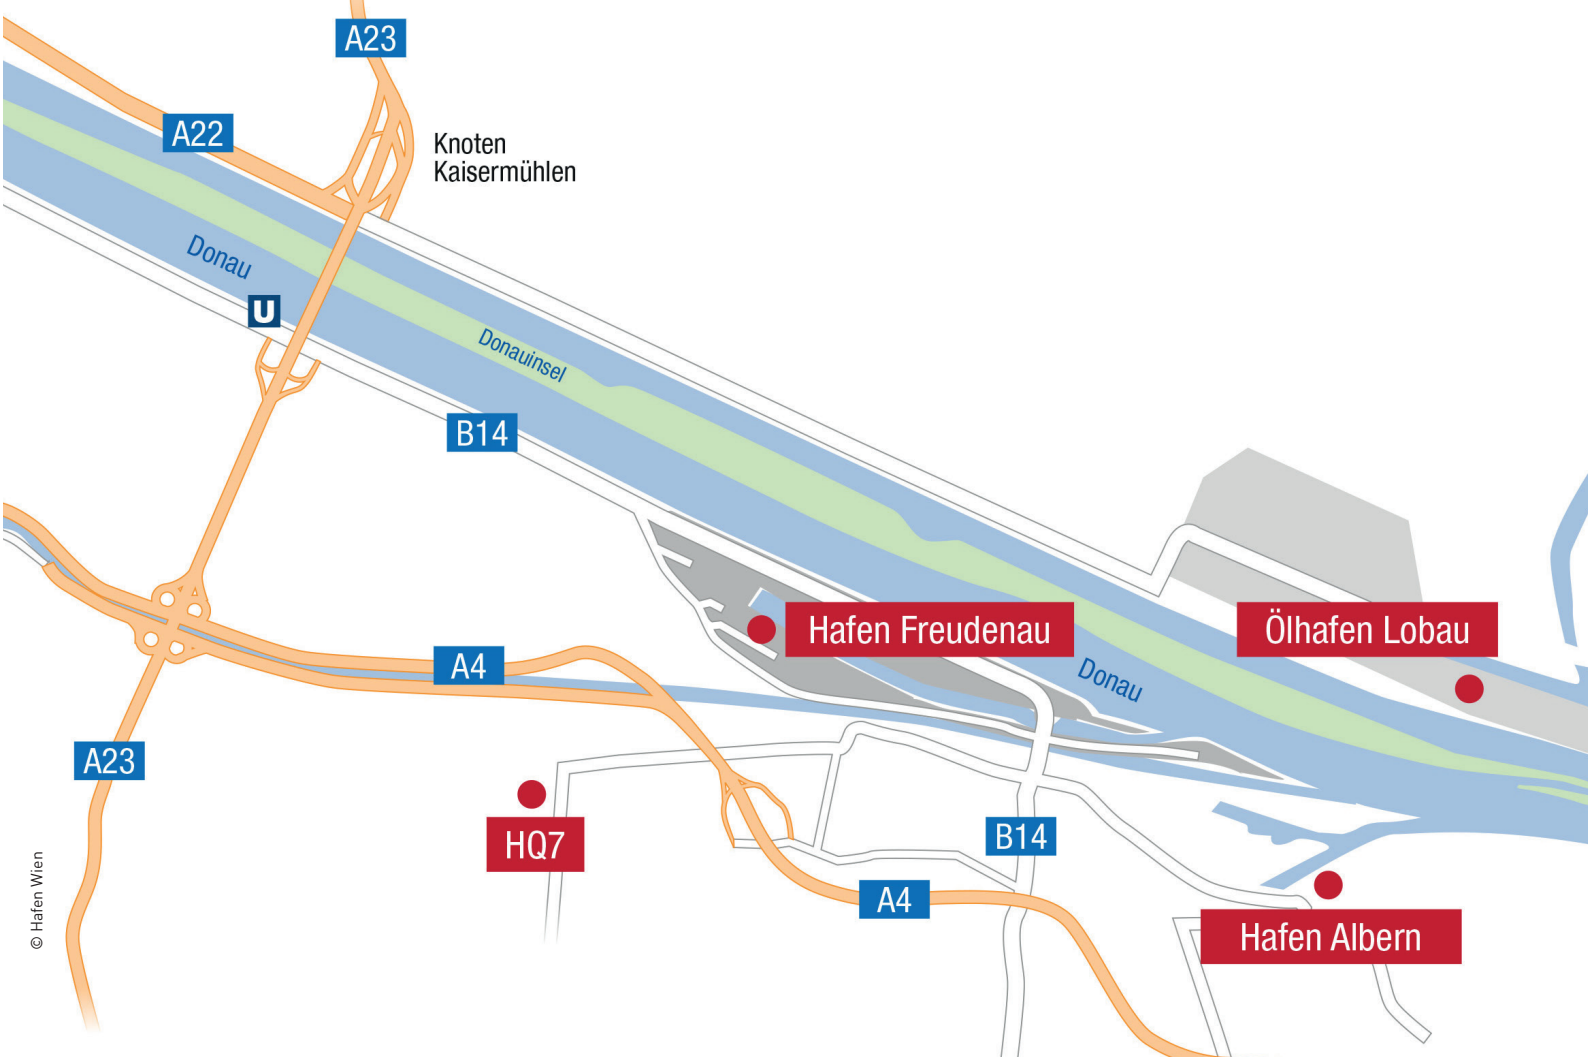 A23
A22
Knoten
Kaisermühlen
Donau
U
Donauinsel
B14
Hafen Freudenau
Ölhafen Lobau
A4
Donau
A23
HQ7
B14
A4
Hafen Albern
© Hafen Wien